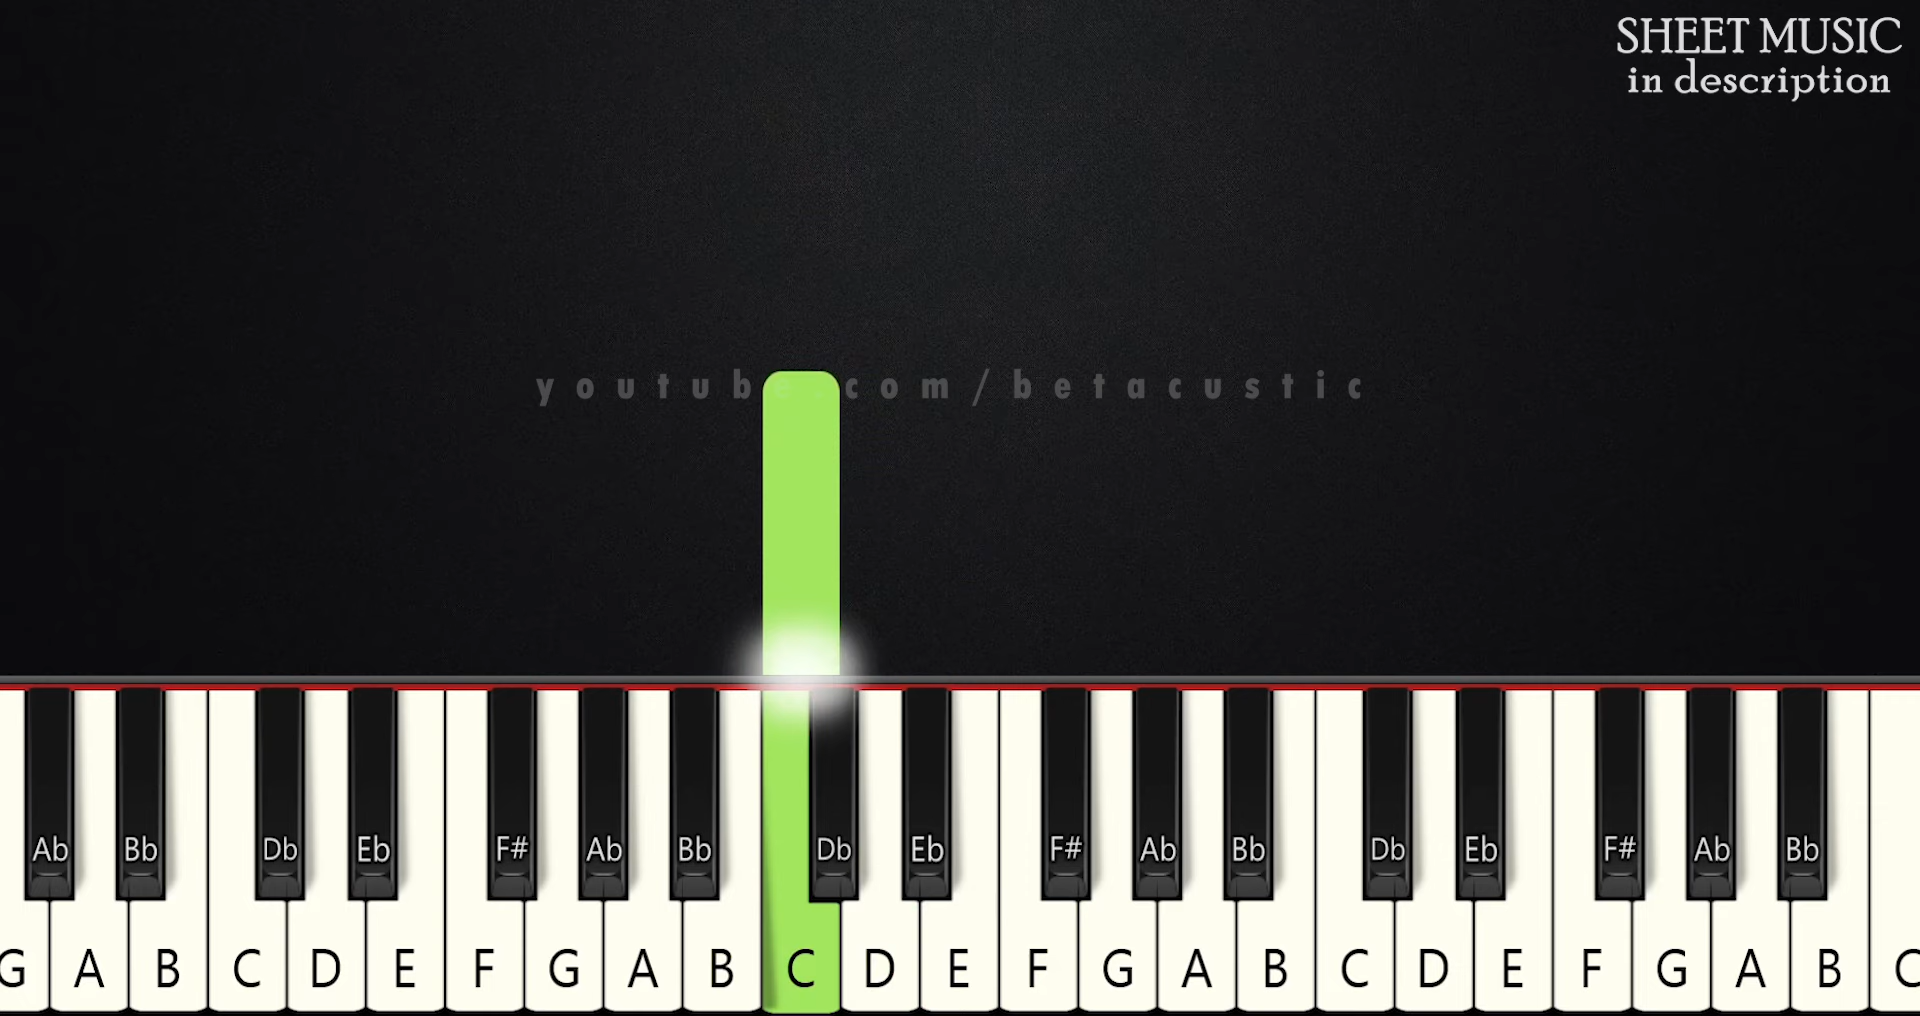 SHEET MUSIC
in description
youtube.com/betacustic
Ab Bb Db Eb F# Ab Bb Db Eb F# Ab Bb Db Eb F# Ab Bb
G A B C D E F G A B C D E F G A B C D E F G A B C